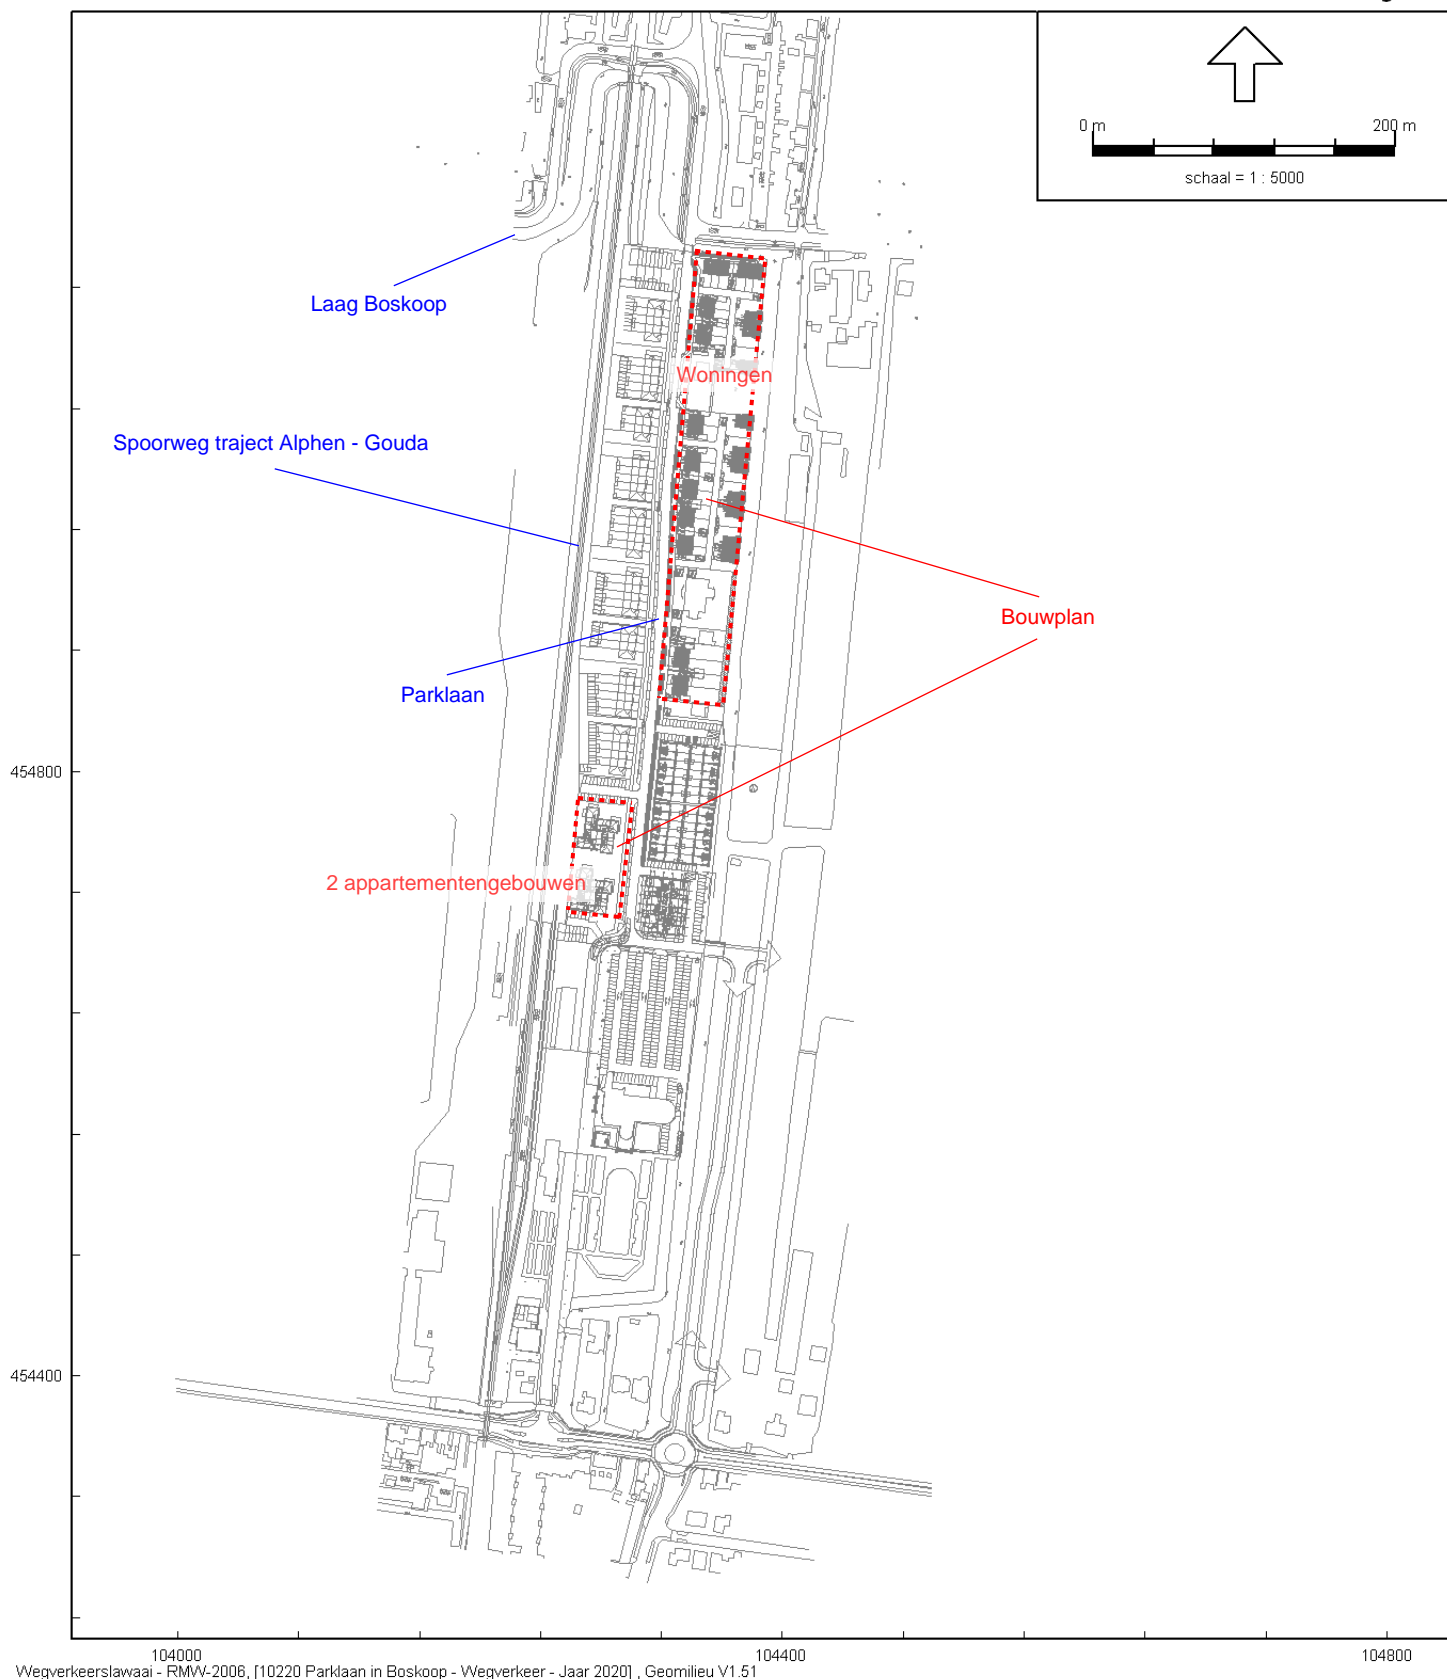 0 m 200 m
schaal = 1 : 5000
Laag Boskoop
Woningen
Spoorweg traject Alphen - Gouda
Bouwplan
Parklaan
454800
2 appartementengebouwen
454400
104000 104400 104800
Wegverkeerslawaai - RMW-2006, [10220 Parklaan in Boskoop - Wegverkeer - Jaar 2020] , Geomilieu V1.51